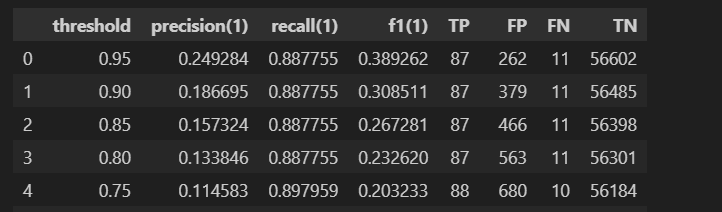 threshold precision(1) recall(1) f1(1) TP FP FN TN
0 0.95 0.249284 0.887755 0.389262 87 262 11 56602
1 0.90 0.186695 0.887755 0.308511 87 379 11 56485
2 0.85 0.157324 0.887755 0.267281 87 466 11 56398
3 0.80 0.133846 0.887755 0.232620 87 563 11 56301
4 0.75 0.114583 0.897959 0.203233 88 680 10 56184